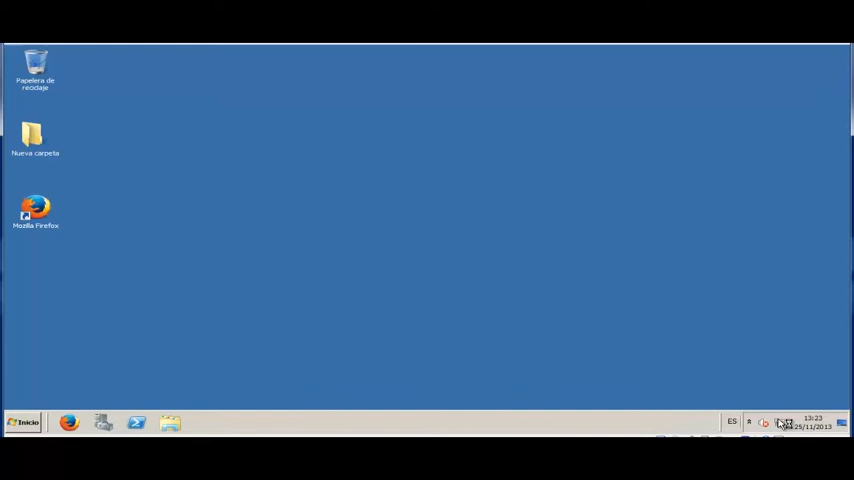 Papelera de
reciclaje
Nueva carpeta
Mozilla Firefox
Inicio
ES
13:23
25/11/2013